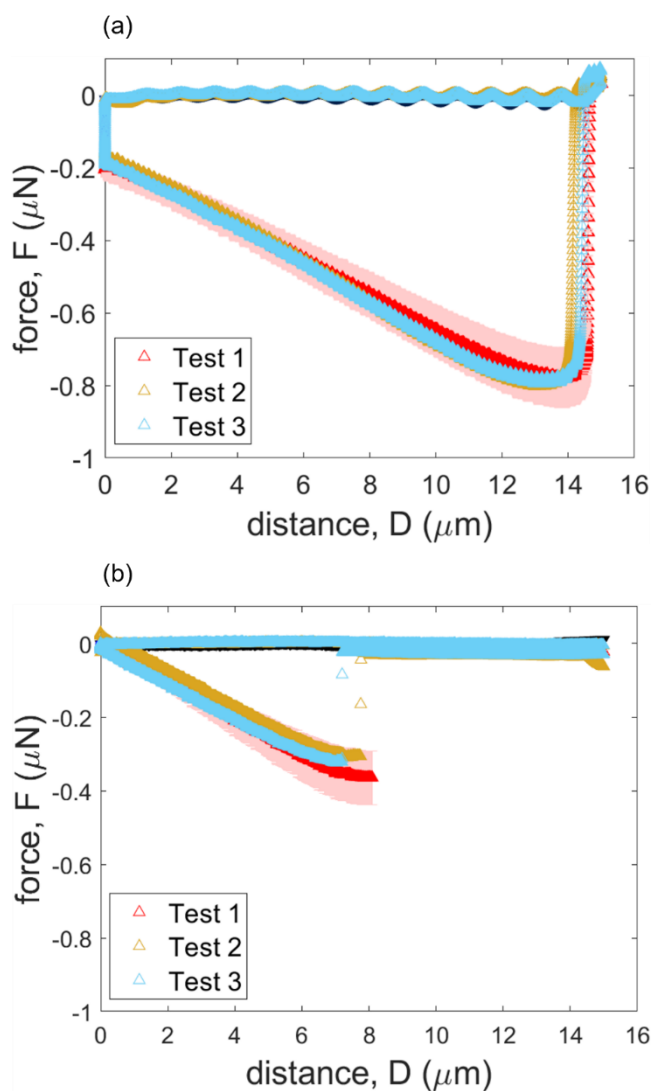 (a)
0
-0.2
-0.4
-0.6
-0.8
-1
force, F (μN)
Test 1
Test 2
Test 3
0 2 4 6 8 10 12 14 16
distance, D (μm)
(b)
0
-0.2
-0.4
-0.6
-0.8
-1
force, F (μN)
Test 1
Test 2
Test 3
0 2 4 6 8 10 12 14 16
distance, D (μm)